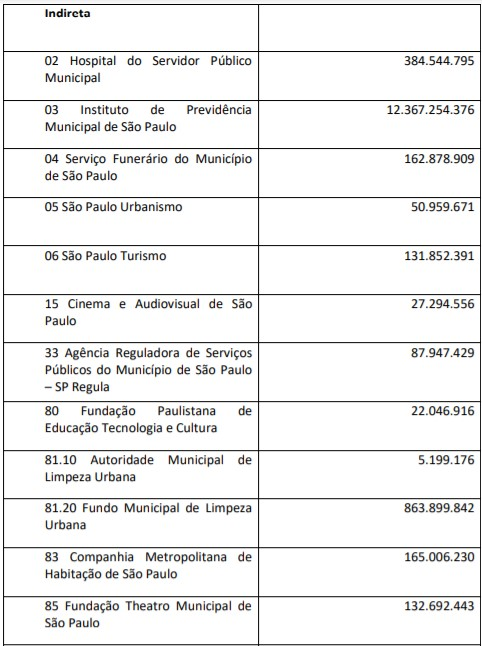 Indireta
02 Hospital do Servidor Público
Municipal
384.544.795
03 Instituto de Previdência
Municipal de São Paulo
12.367.254.376
04 Serviço Funerário do Município
de São Paulo
162.878.909
05 São Paulo Urbanismo
50.959.671
06 São Paulo Turismo
131.852.391
15 Cinema e Audiovisual de São
Paulo
27.294.556
33 Agência Reguladora de Serviços
Públicos do Município de São Paulo
– SP Regula
87.947.429
80 Fundação Paulistana de
Educação Tecnologia e Cultura
22.046.916
81.10 Autoridade Municipal de
Limpeza Urbana
5.199.176
81.20 Fundo Municipal de Limpeza
Urbana
863.899.842
83 Companhia Metropolitana de
Habitação de São Paulo
165.006.230
85 Fundação Theatro Municipal de
São Paulo
132.692.443